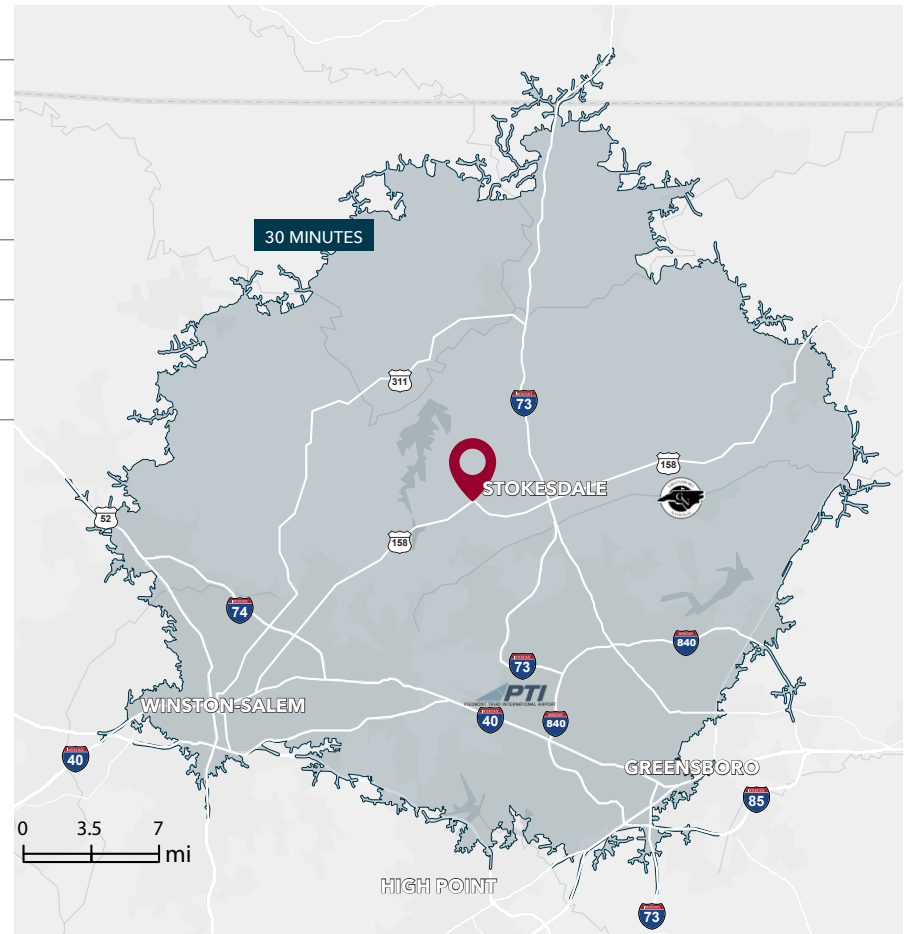 30 MINUTES
311
73
158
STOKESDALE
52
158
74
840
73
PTI
PIEDMONT TRIAD INTERNATIONAL AIRPORT
WINSTON-SALEM
40
840
40
GREENSBORO
85
0 3.5 7
mi
HIGH POINT
73